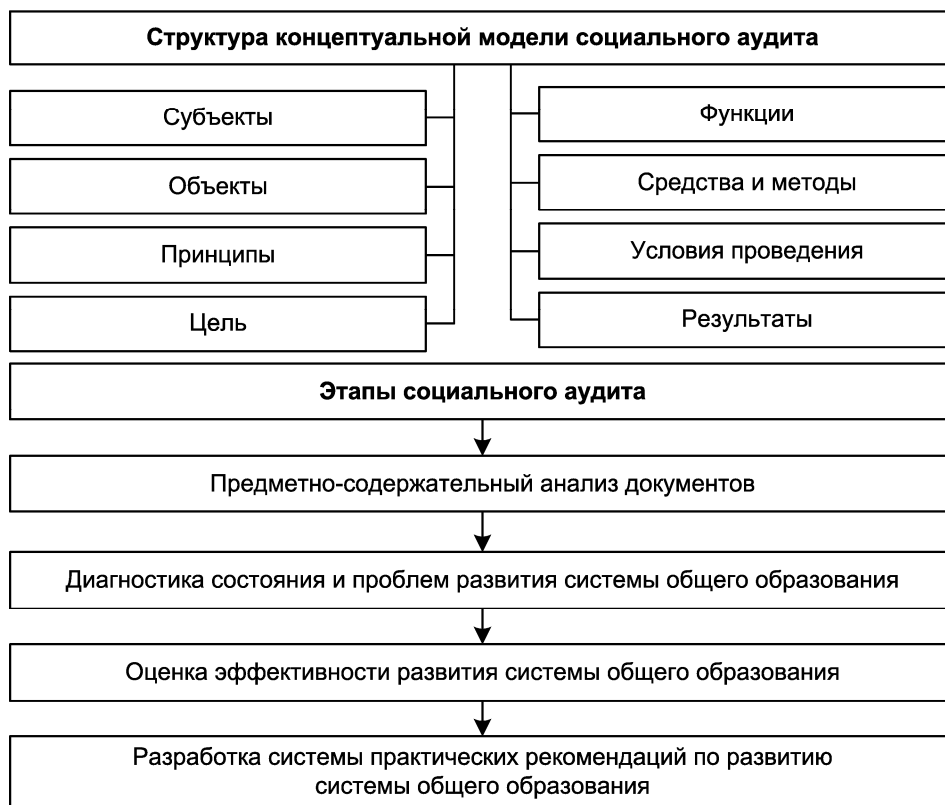 Структура концептуальной модели социального аудита
Субъекты
Объекты
Принципы
Цель
Функции
Средства и методы
Условия проведения
Результаты
Этапы социального аудита
Предметно-содержательный анализ документов
Диагностика состояния и проблем развития системы общего образования
Оценка эффективности развития системы общего образования
Разработка системы практических рекомендаций по развитию
системы общего образования